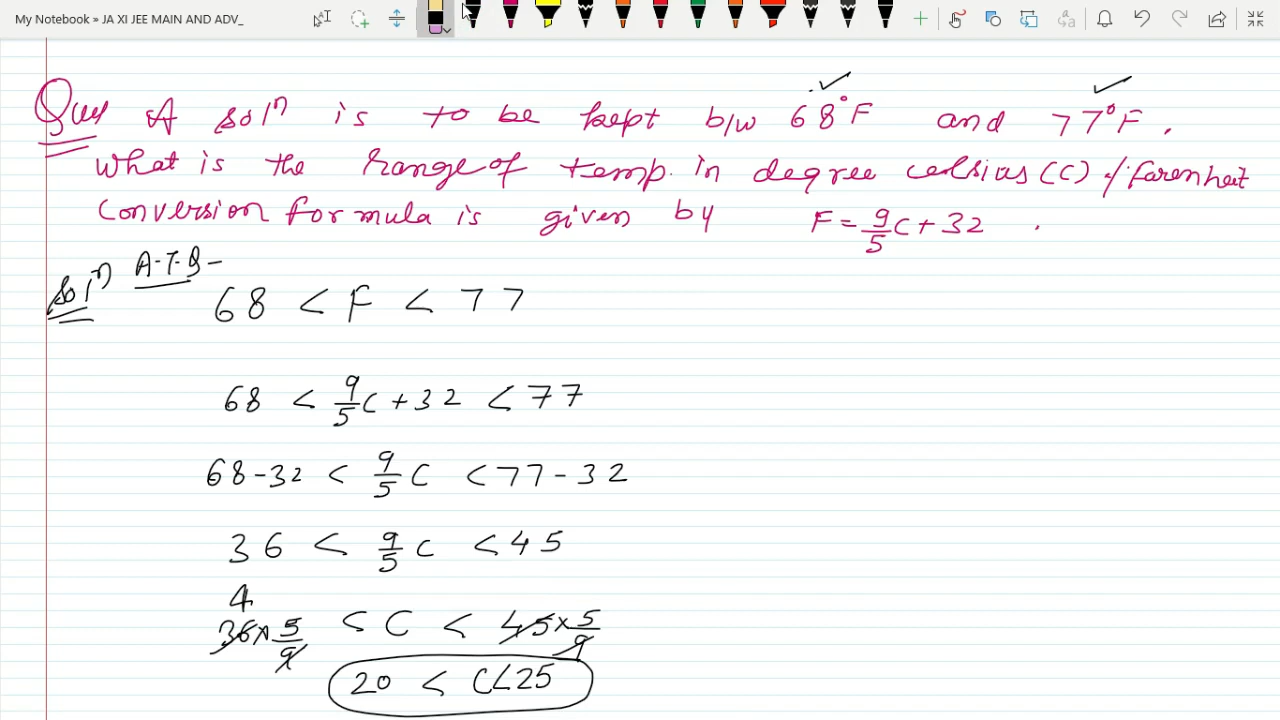 My Notebook » JA XI JEE MAIN AND ADV_
Ques A solⁿ is to be kept b/w 68°F and 77°F.
What is the range of temp. in degree celsius (C) / farenheit
conversion formula is given by F = 9/5 C + 32 .
Solⁿ A.T.Q –
68 < F < 77
68 < 9/5 C + 32 < 77
68 - 32 < 9/5 C < 77 - 32
36 < 9/5 C < 45
4
36 × 5/9 < C < 45 × 5/9
20 < C < 25